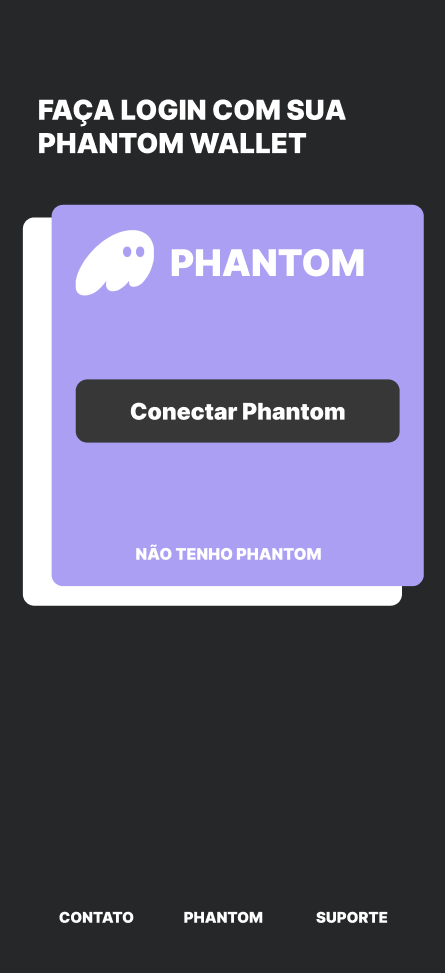 FAÇA LOGIN COM SUA
PHANTOM WALLET
PHANTOM
Conectar Phantom
NÃO TENHO PHANTOM
CONTATO PHANTOM SUPORTE